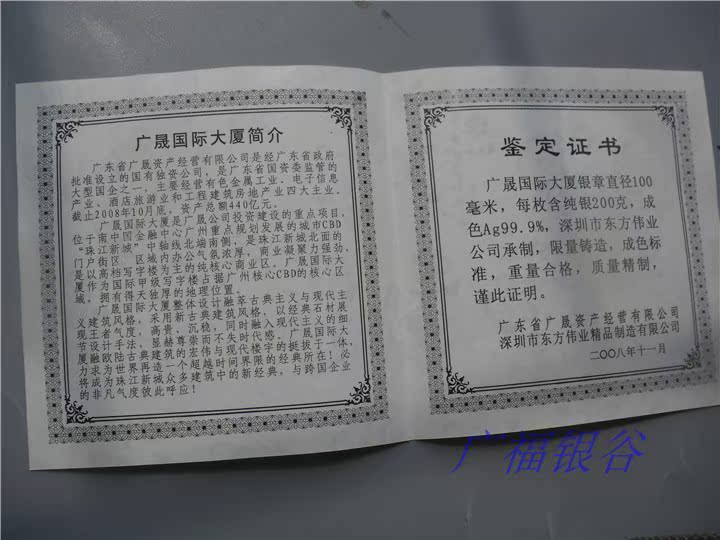 广晟国际大厦简介
广东省广晟资产经营有限公司是经广东省政府
批准设立的国有独资公司，是广东省国资委监管的
大型国企之一，主要经营有色金属工业、电子信息
产业、酒店旅游业和工程建筑房地产业四大主业。
截止2008年10月底，资产总额440亿元。
广晟国际大厦是广晟公司投资建设的重点项目，
位于南中国金融中心广州重点规划发展的城市CBD
“珠江新城”中轴线北端南侧，是珠江新城北面的
门户街区。区域内办公气氛浓厚，商业凝聚力强劲，
是以高档写字楼为主的纯核心商业区。广晟国际大
厦作为国际甲级写字楼占据广州核心CBD的核心区
域，拥有得天独厚的地理位置。
广晟国际大厦整体设计融萃古典主义与现代主
义建筑风格，采用新古典建筑风格，以经典石材展
现王者气度，高贵、沉稳，同时融入现代主义的细
节设计手法，显赫尊崇而不失时代感。广晟国际大
厦融欧陆古典建筑的宏伟与现代楼宇的挺拔于一体，
力求为世界再造一个超越时间界限的经典所在！必
将成为珠江新城众多建筑中的新经典，与跨国企业
的非凡气度彼此呼应！
鉴定证书
广晟国际大厦银章直径100
毫米，每枚含纯银200克，成
色Ag99.9%，深圳市东方伟业
公司承制，限量铸造，成色标
准，重量合格，质量精制，
谨此证明。
广东省广晟资产经营有限公司
深圳市东方伟业精品制造有限公司
二〇〇八年十一月
广福银谷